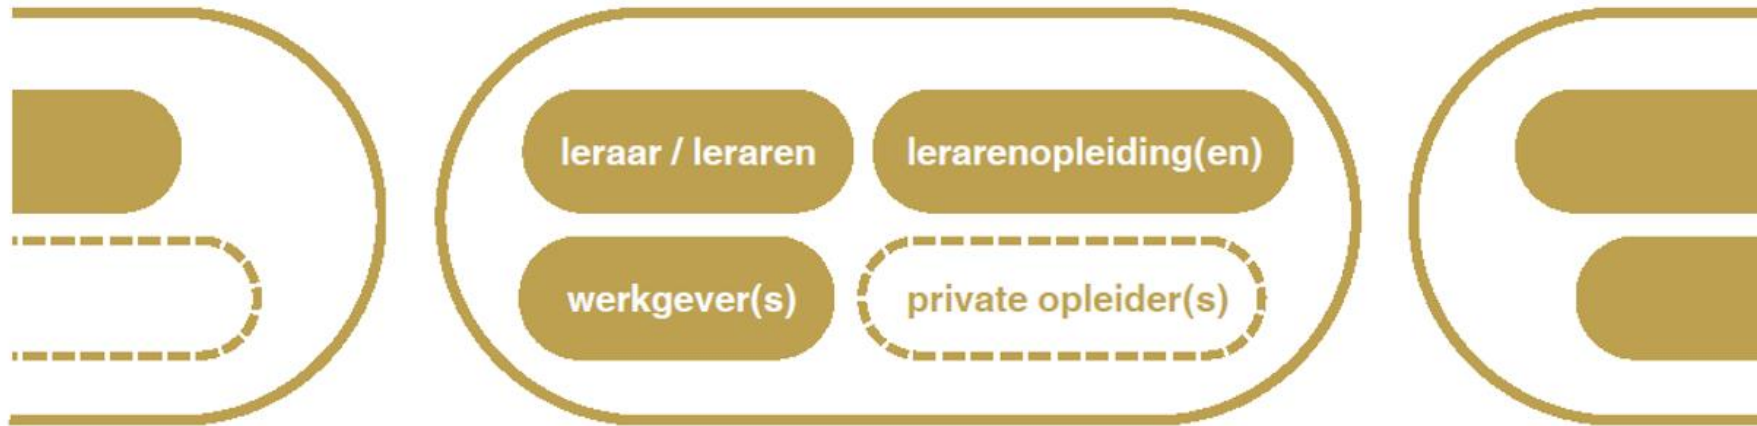 leraar / leraren
lerarenopleiding(en)
werkgever(s)
private opleider(s)